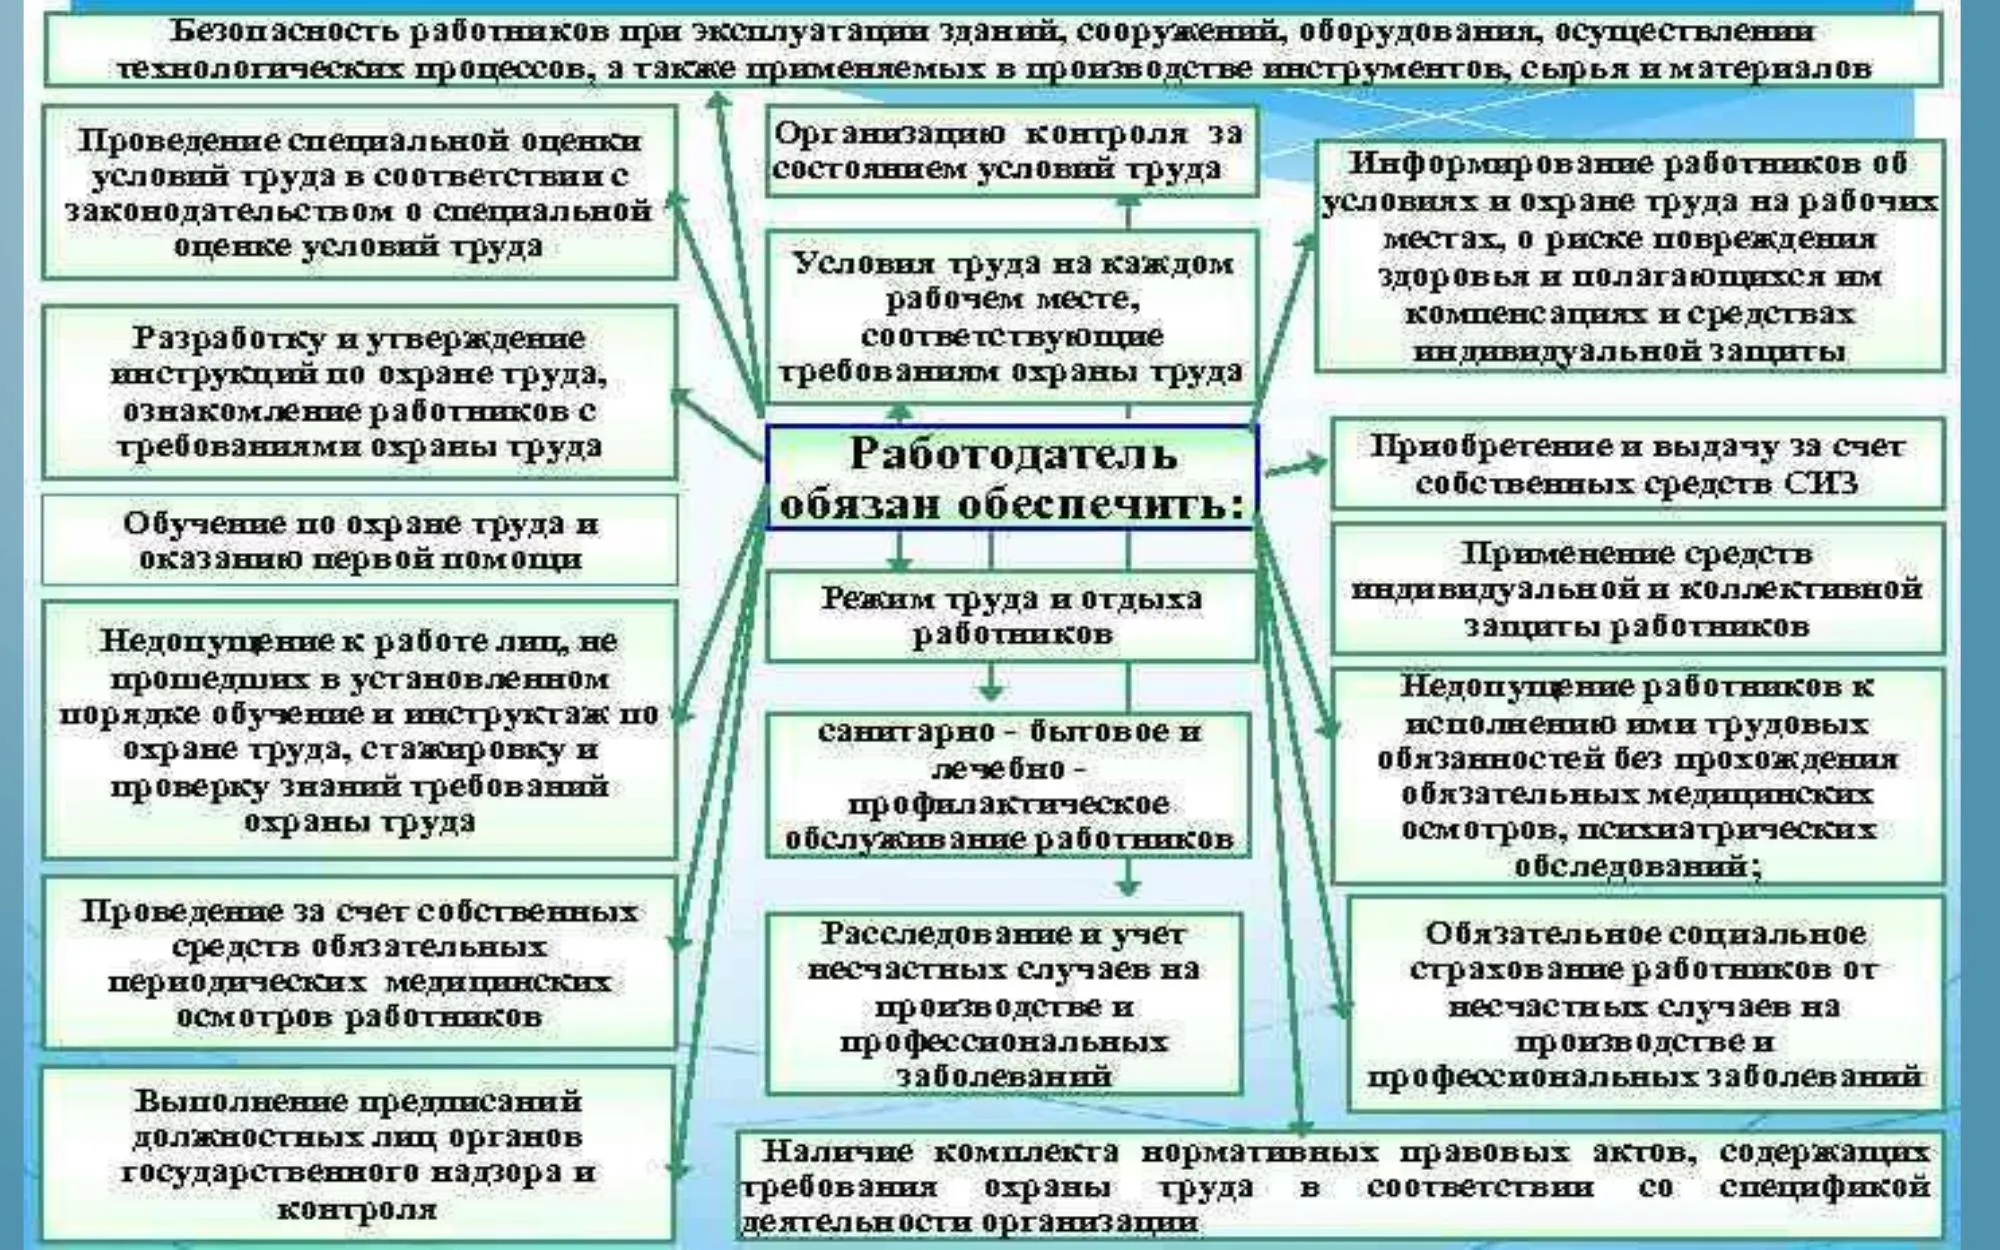 Безопасность работников при эксплуатации зданий, сооружений, оборудования, осуществлении
технологических процессов, а также применяемых в производстве инструментов, сырья и материалов
Проведение специальной оценки
условий труда в соответствии с
законодательством о специальной
оценке условий труда
Разработку и утверждение
инструкций по охране труда,
ознакомление работников с
требованиями охраны труда
Обучение по охране труда и
оказанию первой помощи
Недопущение к работе лиц, не
прошедших в установленном
порядке обучение и инструктаж по
охране труда, стажировку и
проверку знаний требований
охраны труда
Проведение за счет собственных
средств обязательных
периодических медицинских
осмотров работников
Выполнение предписаний
должностных лиц органов
государственного надзора и
контроля
Организацию контроля за
состоянием условий труда
Условия труда на каждом
рабочем месте,
соответствующие
требованиям охраны труда
Работодатель
обязан обеспечить:
Режим труда и отдыха
работников
санитарно - бытовое и
лечебно -
профилактическое
обслуживание работников
Расследование и учет
несчастных случаев на
производстве и
профессиональных
заболеваний
Информирование работников об
условиях и охране труда на рабочих
местах, о риске повреждения
здоровья и полагающихся им
компенсациях и средствах
индивидуальной защиты
Приобретение и выдачу за счет
собственных средств СИЗ
Применение средств
индивидуальной и коллективной
защиты работников
Недопущение работников к
исполнению ими трудовых
обязанностей без прохождения
обязательных медицинских
осмотров, психиатрических
обследований;
Обязательное социальное
страхование работников от
несчастных случаев на
производстве и
профессиональных заболеваний
Наличие комплекта нормативных правовых актов, содержащих
требования охраны труда в соответствии со спецификой
деятельности организации